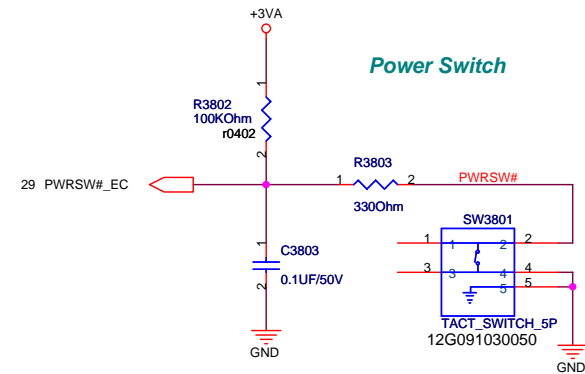 +3VA
Power Switch
1
R3802
100KOhm
r0402
2
R3803
29 PWRSW#_EC
1
2
PWRSW#
330Ohm
SW3801
1
1
2
2
C3803
1
0.1UF/50V
2
3
3
4
4
5
5
TACT_SWITCH_5P
12G091030050
GND
GND